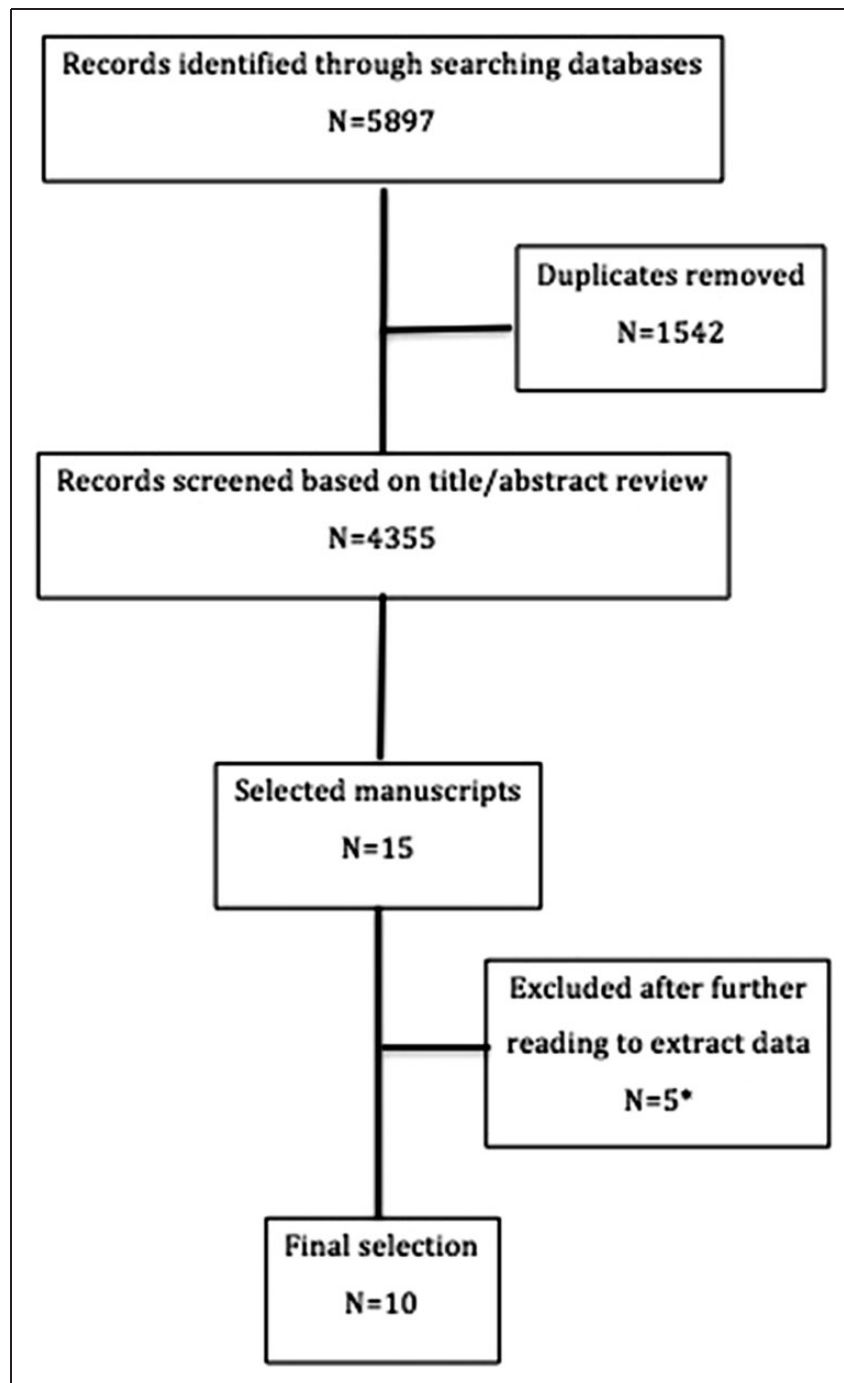 Records identified through searching databases
N=5897
Duplicates removed
N=1542
Records screened based on title/abstract review
N=4355
Selected manuscripts
N=15
Excluded after further
reading to extract data
N=5*
Final selection
N=10